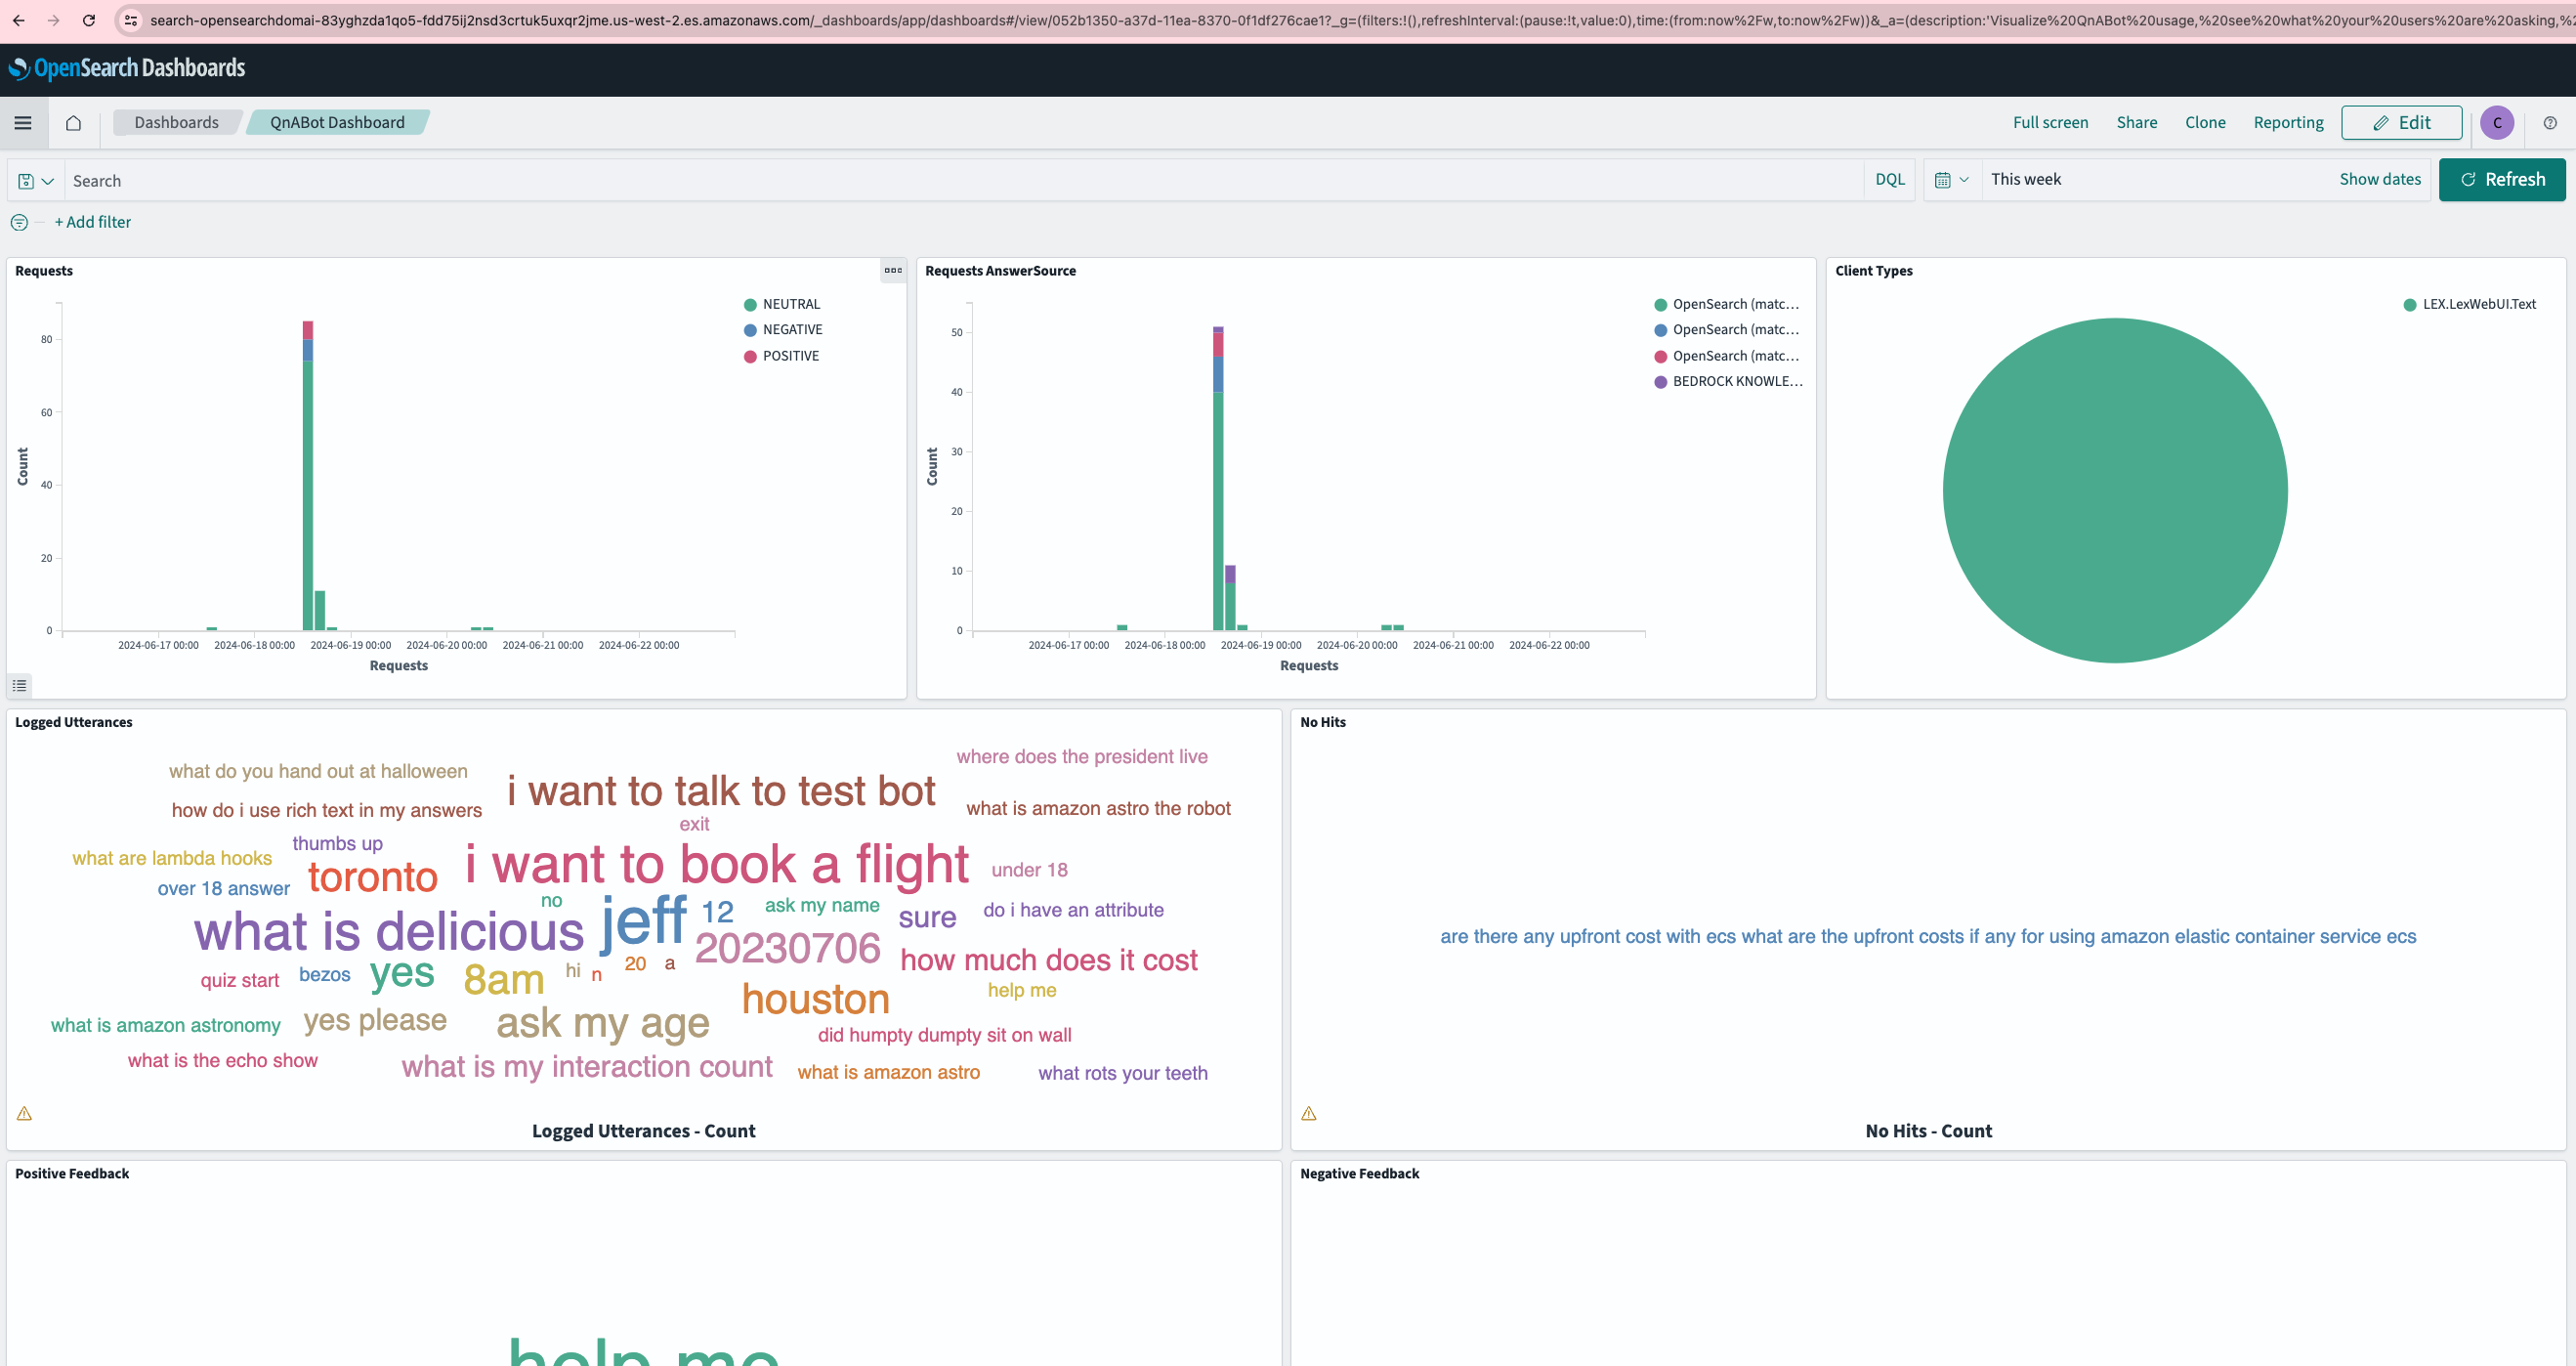 search-opensearchdomai-83yghzda1qo5-fdd75ij2nsd3crtuk5uxqr2jme.us-west-2.es.amazonaws.com/_dashboards/app/dashboards#/view/052b1350-a37d-11ea-8370-0f1df276cae1?_g=(filters:!(),refreshInterval:(pause:!t,value:0),time:(from:now%2Fw,to:now%2Fw))&_a=(description:'Visualize%20QnABot%20usage,%20see%20what%20your%20users%20are%20asking,%2
OpenSearch Dashboards
Dashboards QnABot Dashboard Full screen Share Clone Reporting Edit C
Search DQL This week Show dates Refresh
+ Add filter
Requests
NEUTRAL
NEGATIVE
POSITIVE
80
60
40
20
0
Count
2024-06-17 00:00 2024-06-18 00:00 2024-06-19 00:00 2024-06-20 00:00 2024-06-21 00:00 2024-06-22 00:00
Requests
Requests AnswerSource
OpenSearch (matc...
OpenSearch (matc...
OpenSearch (matc...
BEDROCK KNOWLE...
50
40
30
20
10
0
Count
2024-06-17 00:00 2024-06-18 00:00 2024-06-19 00:00 2024-06-20 00:00 2024-06-21 00:00 2024-06-22 00:00
Requests
Client Types
LEX.LexWebUI.Text
Logged Utterances
where does the president live
what do you hand out at halloween
i want to talk to test bot
how do i use rich text in my answers
what is amazon astro the robot
exit
thumbs up
what are lambda hooks
toronto
i want to book a flight
under 18
over 18 answer
no
what is delicious
jeff
12
ask my name
sure
do i have an attribute
20230706
how much does it cost
quiz start
bezos
yes
8am
hi
n
20
a
houston
help me
what is amazon astronomy
yes please
ask my age
did humpty dumpty sit on wall
what is the echo show
what is my interaction count
what is amazon astro
what rots your teeth
Logged Utterances - Count
No Hits
are there any upfront cost with ecs what are the upfront costs if any for using amazon elastic container service ecs
No Hits - Count
Positive Feedback
help me
Negative Feedback